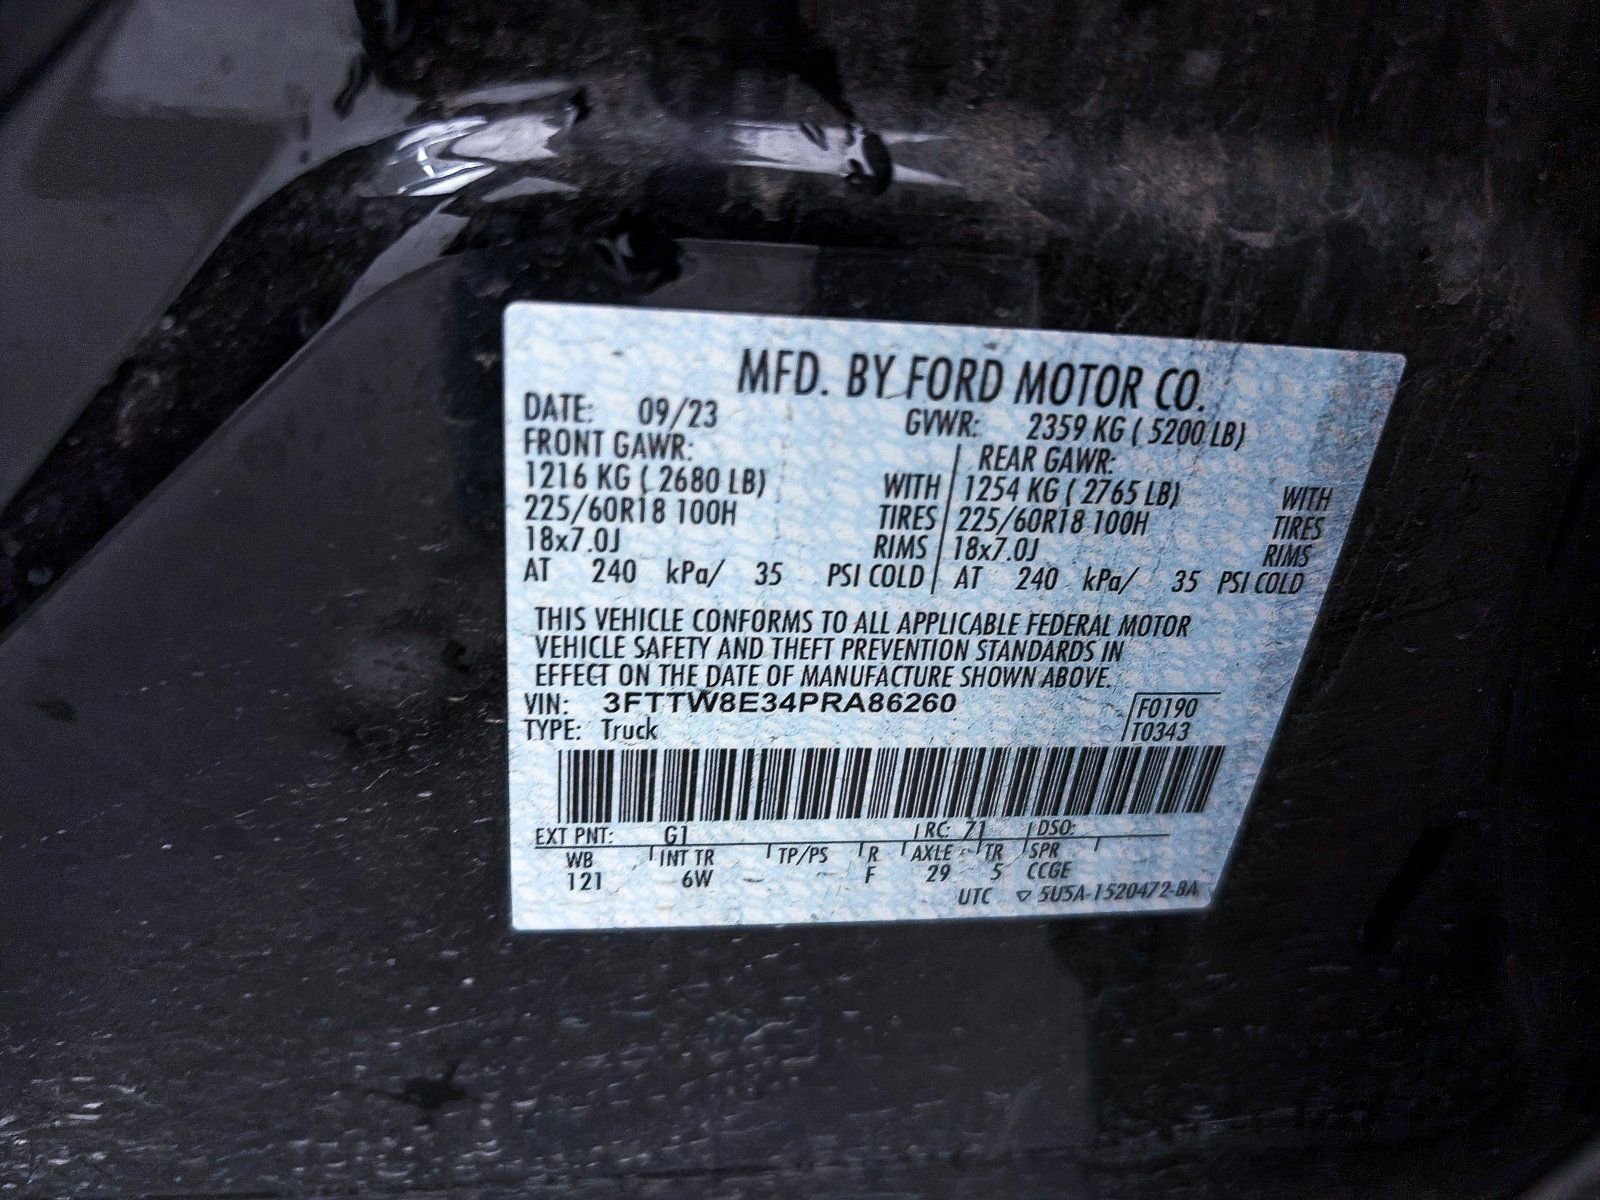 MFD. BY FORD MOTOR CO.
DATE: 09/23 GVWR: 2359 KG ( 5200 LB)
FRONT GAWR: REAR GAWR:
1216 KG ( 2680 LB) WITH 1254 KG ( 2765 LB) WITH
225/60R18 100H TIRES 225/60R18 100H TIRES
18x7.0J RIMS 18x7.0J RIMS
AT 240 kPa/ 35 PSI COLD AT 240 kPa/ 35 PSI COLD
THIS VEHICLE CONFORMS TO ALL APPLICABLE FEDERAL MOTOR
VEHICLE SAFETY AND THEFT PREVENTION STANDARDS IN
EFFECT ON THE DATE OF MANUFACTURE SHOWN ABOVE.
VIN: 3FTTW8E34PRA86260 F0190
TYPE: Truck T0343
EXT PNT: G1 RC: 71 DSO:
WB INT TR TP/PS R AXLE TR SPR
121 6W F 29 5 CCGE
UTC ▽ 5U5A-1520472-BA